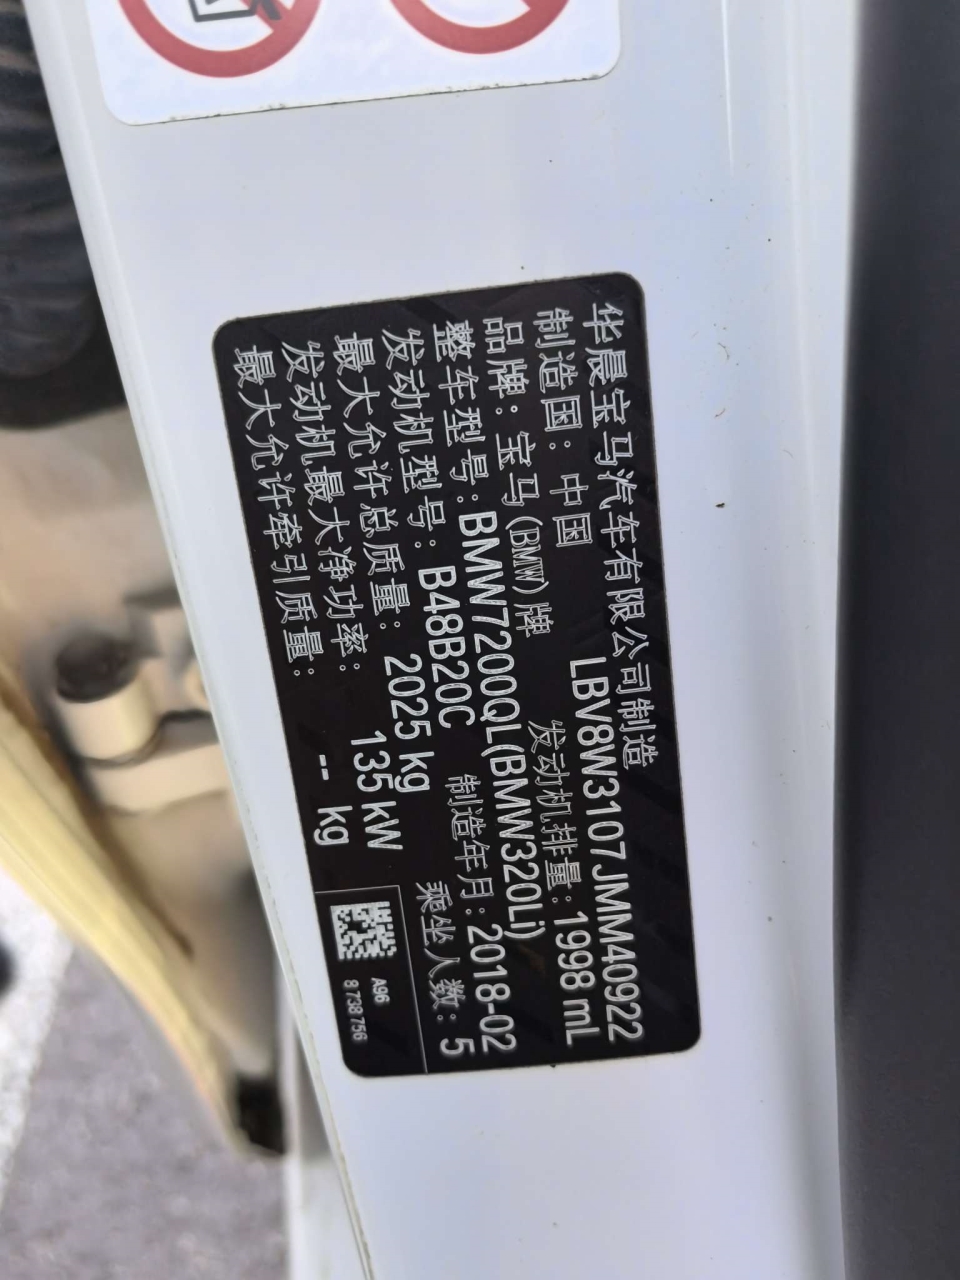 华晨宝马汽车有限公司制造
制造国：中国 LBV8W3107JMM40922
品牌：宝马(BMW)牌 发动机排量：1998 mL
整车型号：BMW7200QL(BMW320Li)
发动机型号：B48B20C 制造年月：2018-02
最大允许总质量：2025 kg 乘坐人数：5
发动机最大净功率：135 kW
最大允许牵引质量：-- kg
A96
8 738 756